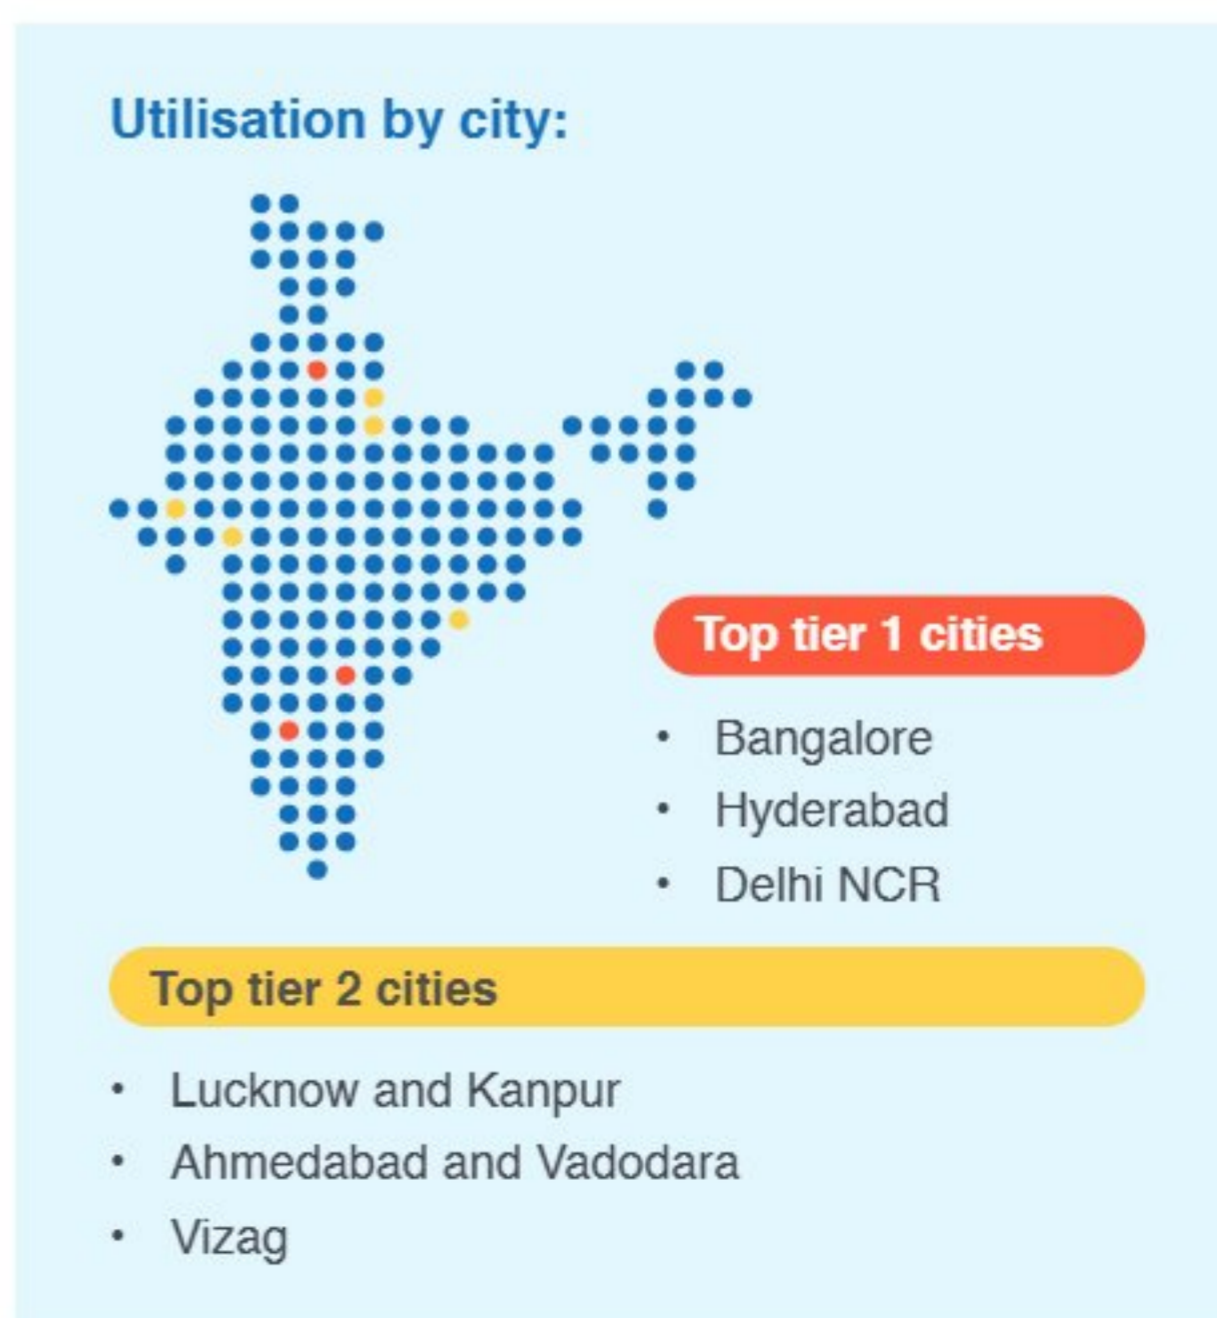 Utilisation by city:
Top tier 1 cities
• Bangalore
• Hyderabad
• Delhi NCR
Top tier 2 cities
• Lucknow and Kanpur
• Ahmedabad and Vadodara
• Vizag